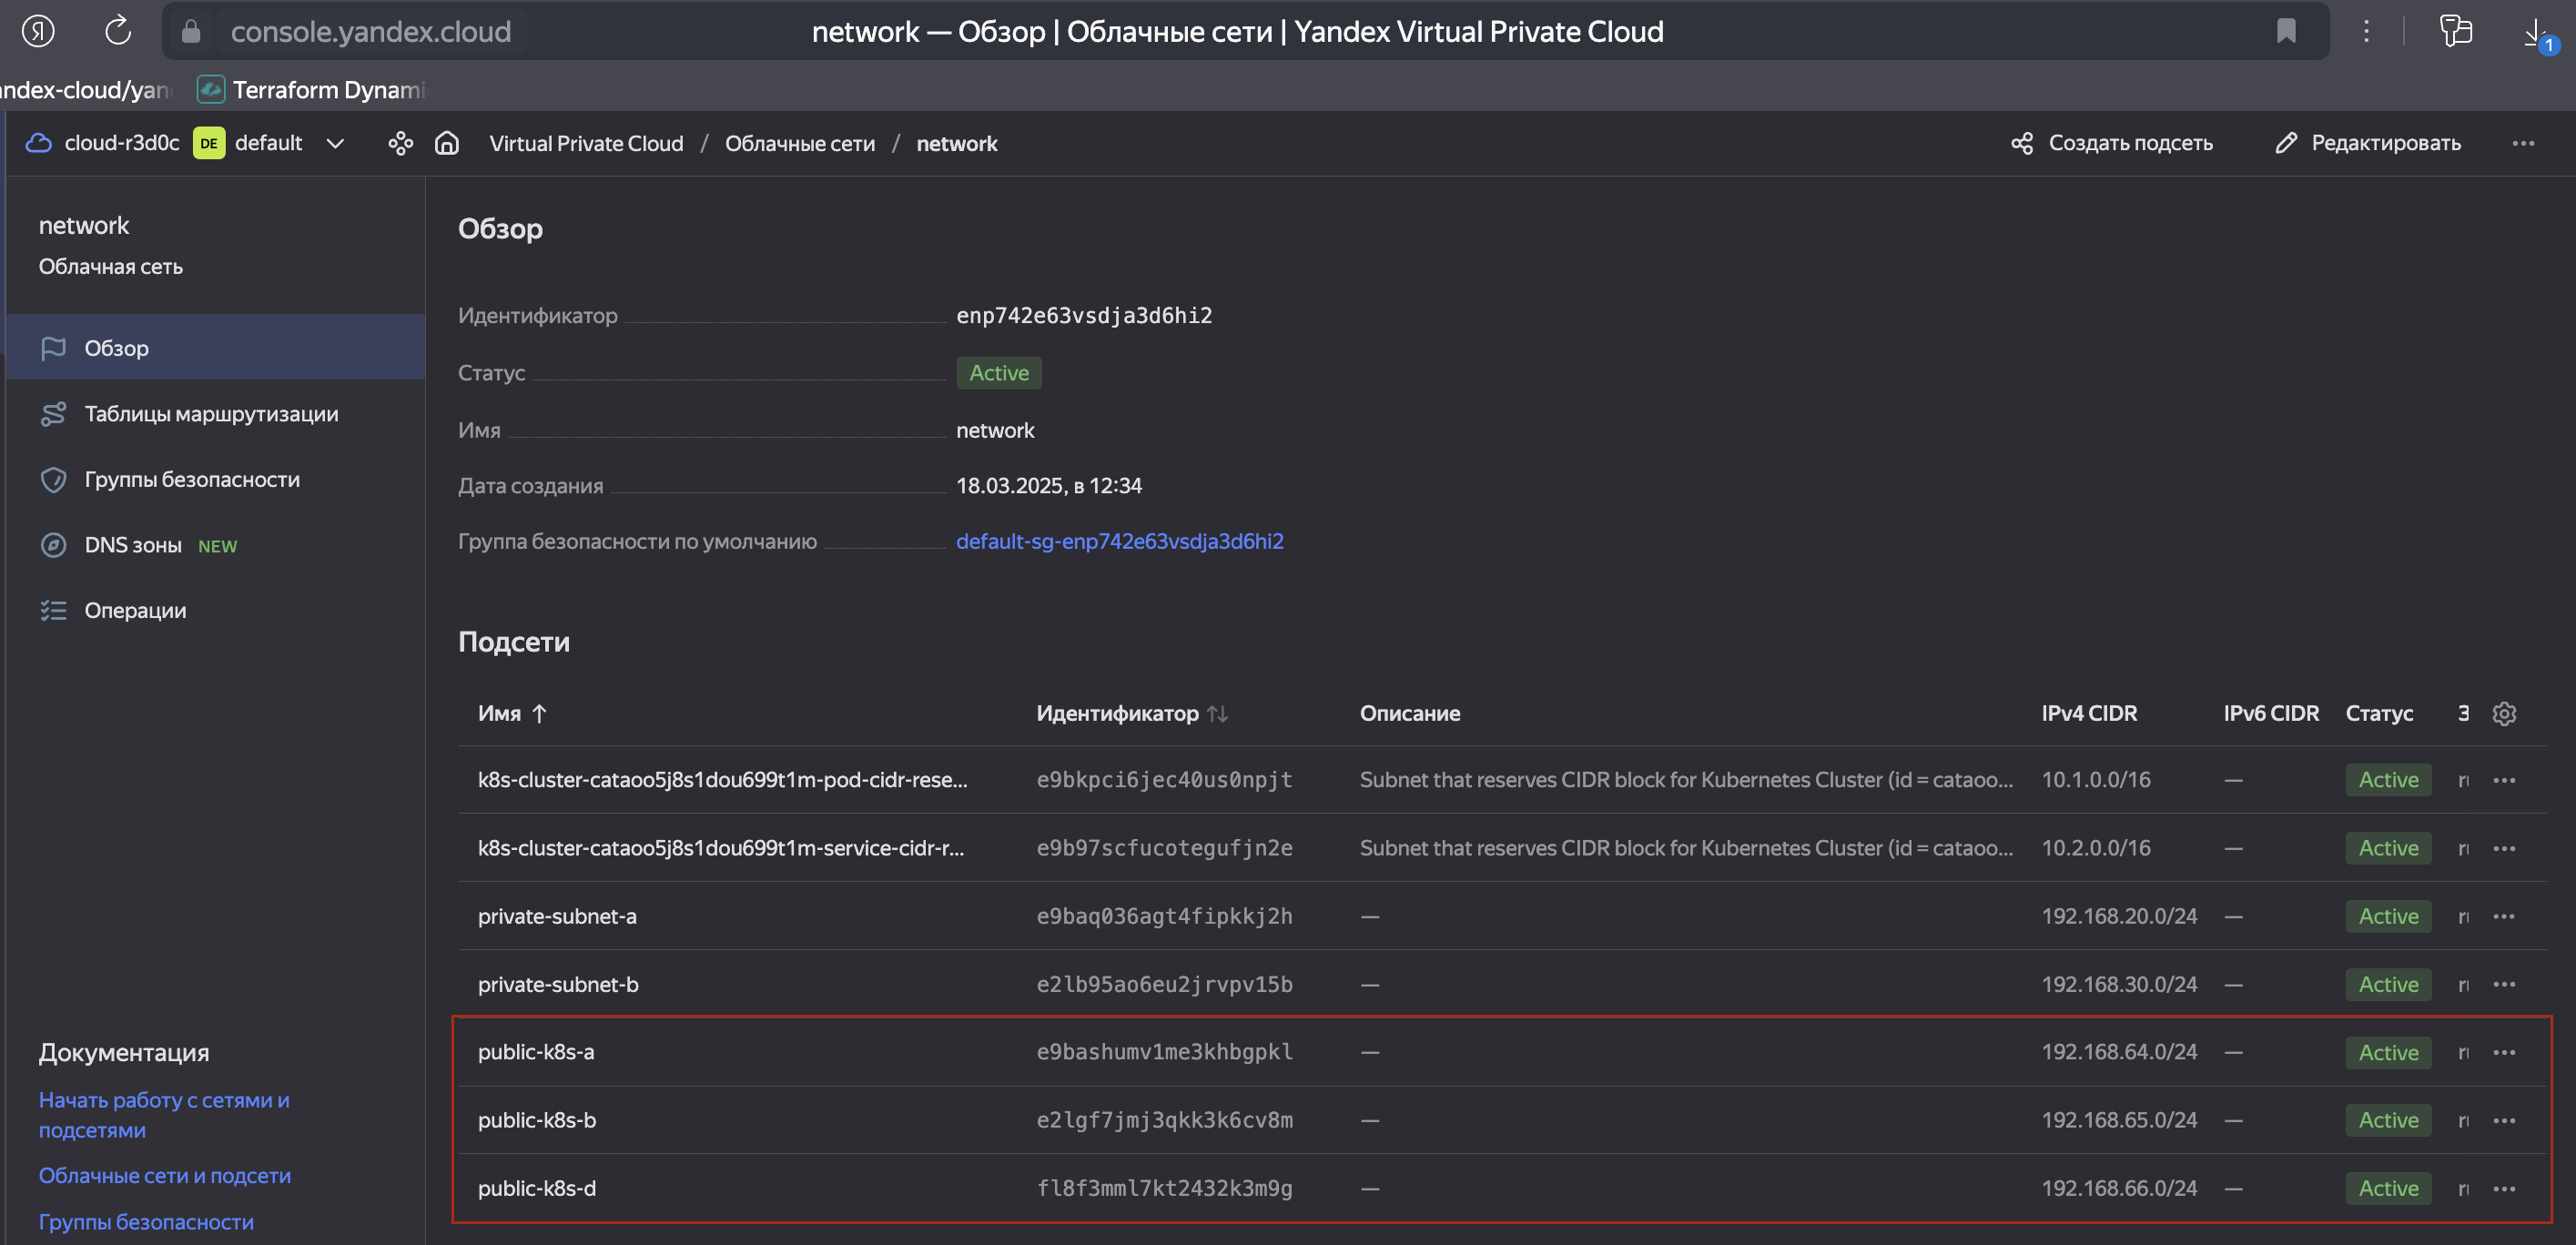 console.yandex.cloud
network — Обзор | Облачные сети | Yandex Virtual Private Cloud
1
Terraform
cloud-r3d0c DE default
Virtual Private Cloud / Облачные сети / network
Создать подсеть
Редактировать
network
Облачная сеть
Обзор
Таблицы маршрутизации
Группы безопасности
DNS зоны NEW
Операции
Документация
Начать работу с сетями и
подсетями
Облачные сети и подсети
Группы безопасности
Обзор
Идентификатор enp742e63vsdja3d6hi2
Статус Active
Имя network
Дата создания 18.03.2025, в 12:34
Группа безопасности по умолчанию default-sg-enp742e63vsdja3d6hi2
Подсети
Имя Идентификатор Описание IPv4 CIDR IPv6 CIDR Статус
k8s-cluster-cataoo5j8s1dou699t1m-pod-cidr-rese... e9bkpci6jec40us0npjt Subnet that reserves CIDR block for Kubernetes Cluster (id = cataoo... 10.1.0.0/16 — Active
k8s-cluster-cataoo5j8s1dou699t1m-service-cidr-r... e9b97scfucotegufjn2e Subnet that reserves CIDR block for Kubernetes Cluster (id = cataoo... 10.2.0.0/16 — Active
private-subnet-a e9baq036agt4fipkkj2h — 192.168.20.0/24 — Active
private-subnet-b e2lb95ao6eu2jrvpv15b — 192.168.30.0/24 — Active
public-k8s-a e9bashumv1me3khbgpkl — 192.168.64.0/24 — Active
public-k8s-b e2lgf7jmj3qkk3k6cv8m — 192.168.65.0/24 — Active
public-k8s-d fl8f3mml7kt2432k3m9g — 192.168.66.0/24 — Active